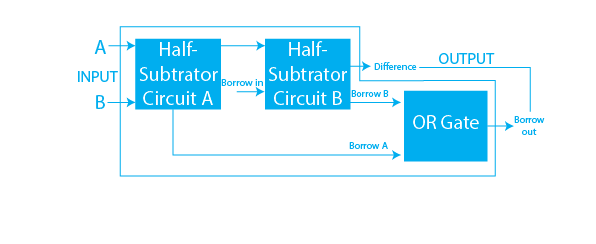 A
INPUT
B
Half-
Subtrator
Circuit A
Borrow in
Half-
Subtrator
Circuit B
Difference
OUTPUT
Borrow B
OR Gate
Borrow
out
Borrow A